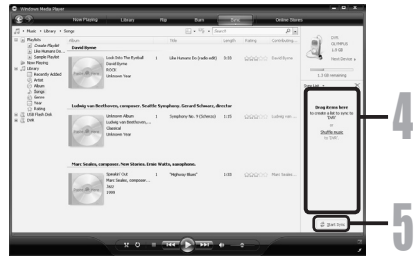 Windows Media Player
Now Playing Library Rip Burn Sync Online Stores
Music Library Songs
Search
Playlists
Create Playlist
Like Humans Do...
Sample Playlist
Now Playing
Library
Recently Added
Artist
Album
Songs
Genre
Year
Rating
USB Flash Disk
DVR
Album Title Length Rating Contributing...
David Byrne
Look Into The Eyeball 1 Like Humans Do (radio edit) 3:33 David Byrne
David Byrne
ROCK
Unknown Year
Ludwig van Beethoven, composer. Seattle Symphony. Gerard Schwarz, director
Unknown Album 1 Symphony No. 9 (Scherzo) 1:15 Ludwig van...
Ludwig van Beethoven,...
Classical
Unknown Year
Marc Seales, composer. New Stories. Ernie Watts, saxophone.
Speakin' Out 1 "Highway Blues" 1:33 Marc Seales...
Marc Seales, composer...
Jazz
1999
DVR
OLYMPUS
1.0 GB
Next Device
1.2 GB remaining
Sync List
Drag items here
to create a list to sync to
'DVR'
or
Shuffle music
to 'DVR'.
Start Sync
4
5